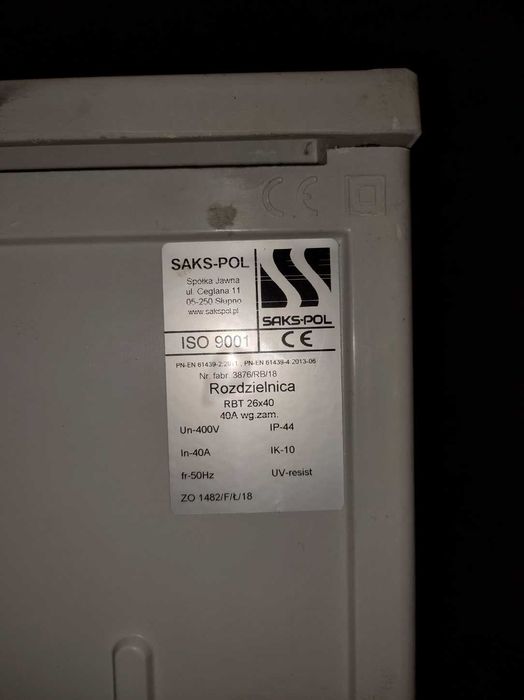 CE
SAKS-POL
Spółka Jawna
ul. Ceglana 11
05-250 Słupno
www.sakspol.pl
SAKS-POL
ISO 9001
CE
PN-EN 61439-2:2011, PN-EN 61439-4:2013-06
Nr. fabr. 3876/RB/18
Rozdzielnica
RBT 26x40
40A wg.zam.
Un-400V IP-44
In-40A IK-10
fr-50Hz UV-resist
ZO 1482/F/Ł/18